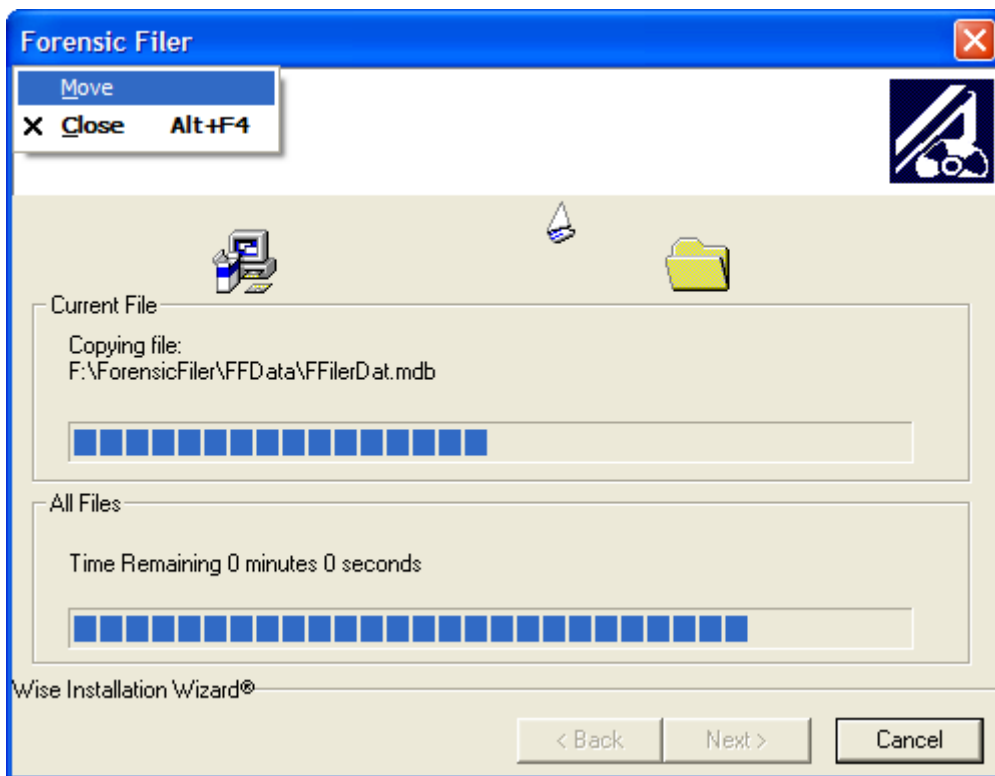 Forensic Filer
Move
Close Alt+F4
Current File
Copying file:
F:\ForensicFiler\FFData\FFilerDat.mdb
All Files
Time Remaining 0 minutes 0 seconds
Wise Installation Wizard®
< Back Next > Cancel